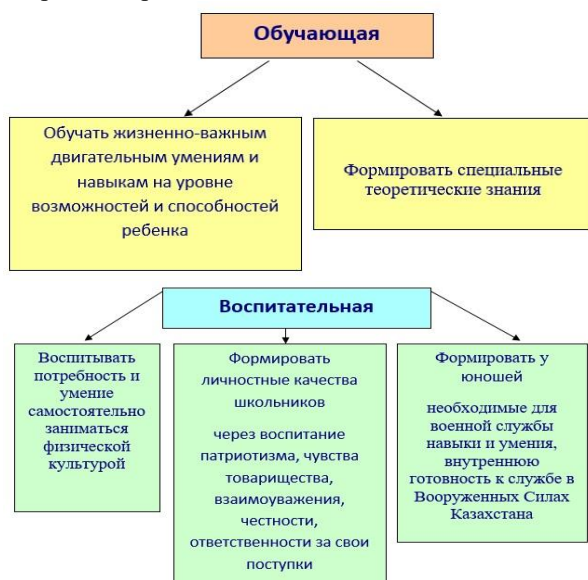 Обучающая
Обучать жизненно-важным
двигательным умениям и
навыкам на уровне
возможностей и способностей
ребенка
Формировать специальные
теоретические знания
Воспитательная
Воспитывать
потребность и
умение
самостоятельно
заниматься
физической
культурой
Формировать
личностные качества
школьников
через воспитание
патриотизма, чувства
товарищества,
взаимоуважения,
честности,
ответственности за свои
поступки
Формировать у
юношей
необходимые для
военной службы
навыки и умения,
внутреннюю
готовность к службе в
Вооруженных Силах
Казахстана